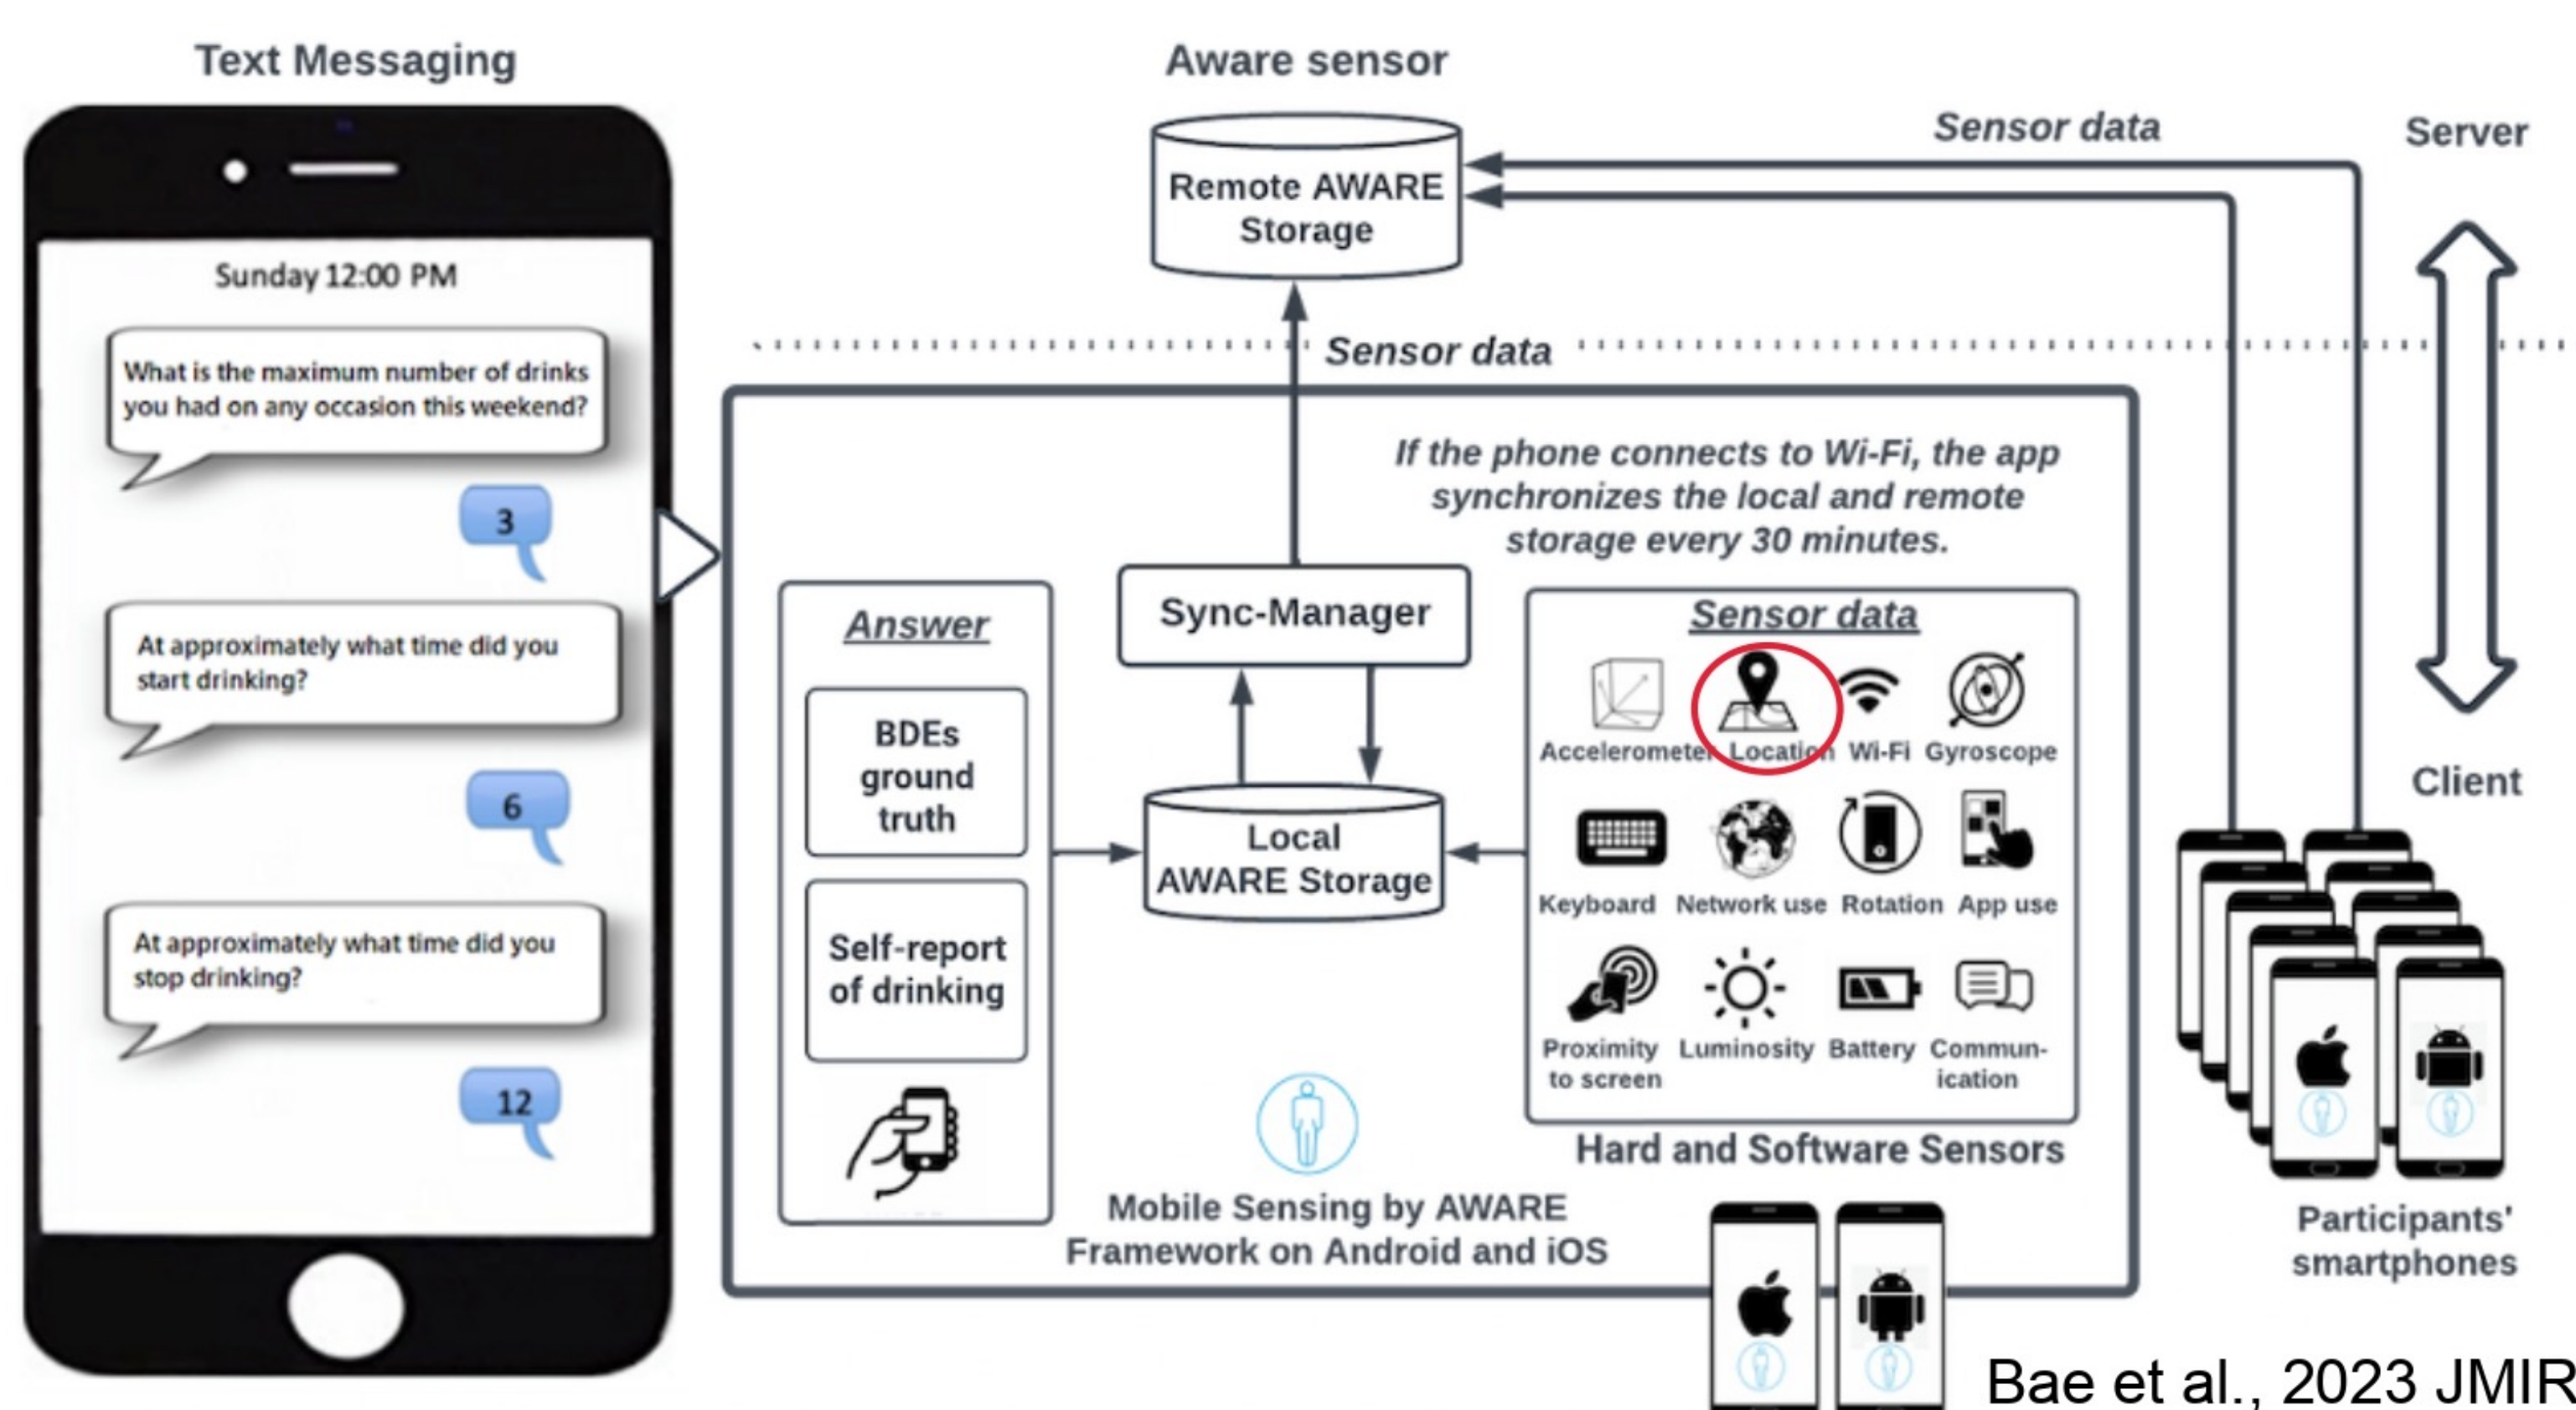 Text Messaging
Sunday 12:00 PM
What is the maximum number of drinks
you had on any occasion this weekend?
3
At approximately what time did you
start drinking?
6
At approximately what time did you
stop drinking?
12
Aware sensor
Remote AWARE
Storage
Sensor data
Server
Sensor data
If the phone connects to Wi-Fi, the app
synchronizes the local and remote
storage every 30 minutes.
Answer
BDEs
ground
truth
Self-report
of drinking
Sync-Manager
Local
AWARE Storage
Sensor data
Accelerometer Location Wi-Fi Gyroscope
Keyboard Network use Rotation App use
Proximity
to screen
Luminosity
Battery
Commun-
ication
Hard and Software Sensors
Mobile Sensing by AWARE
Framework on Android and iOS
Client
Participants'
smartphones
Bae et al., 2023 JMIR